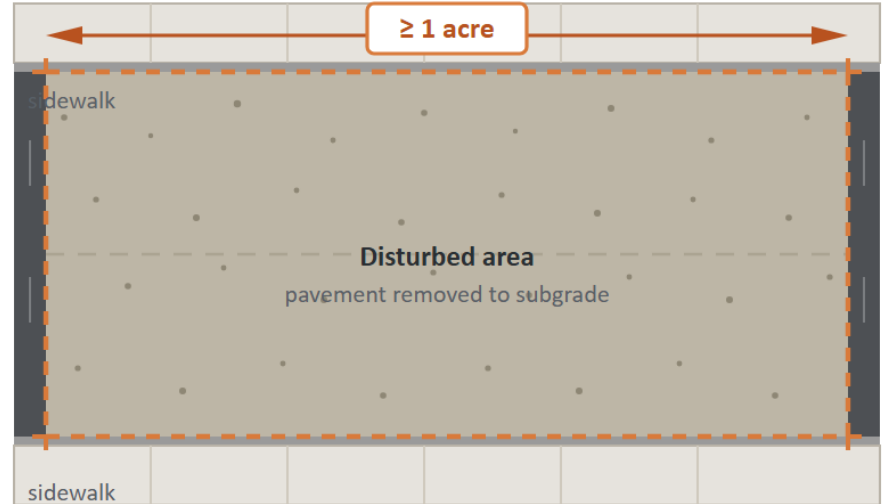 ≥ 1 acre
sidewalk
Disturbed area
pavement removed to subgrade
sidewalk